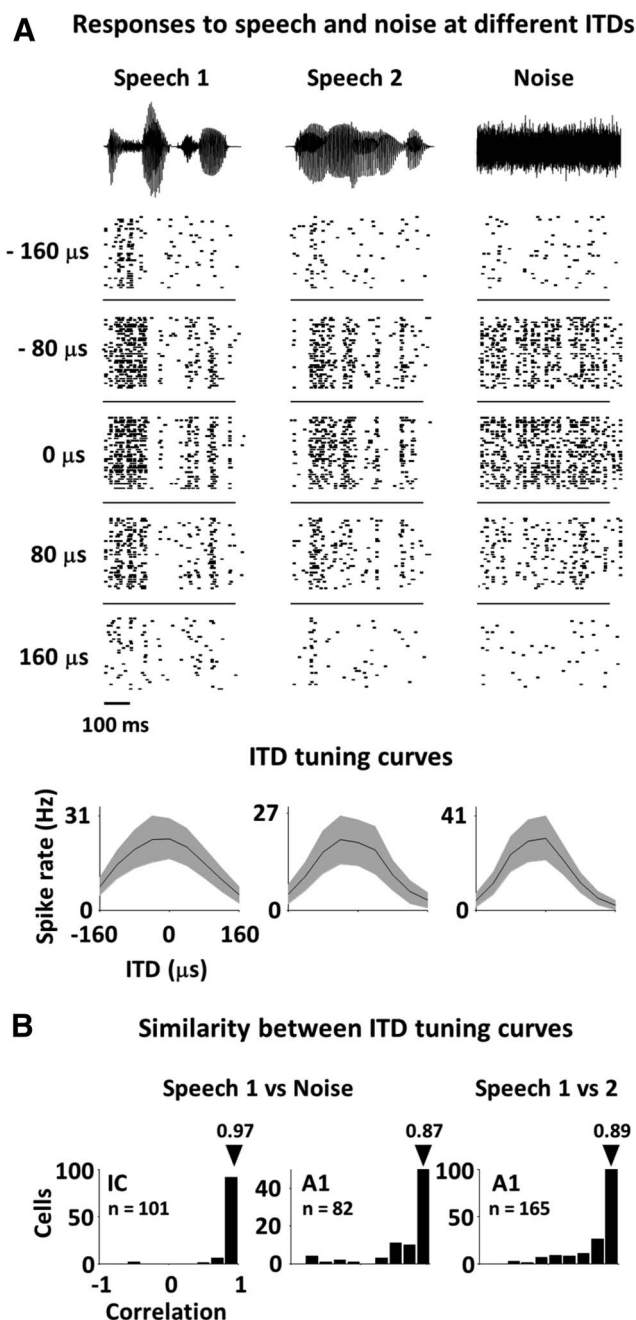 A Responses to speech and noise at different ITDs
Speech 1 Speech 2 Noise
- 160 μs
- 80 μs
0 μs
80 μs
160 μs
100 ms
ITD tuning curves
Spike rate (Hz)
31 27 41
0 0 0
-160 0 160
ITD (μs)
B Similarity between ITD tuning curves
Speech 1 vs Noise Speech 1 vs 2
0.97 0.87 0.89
Cells
100 IC 40 A1 100 A1
n = 101 n = 82 n = 165
50 20 50
0 0 0
-1 0 1
Correlation